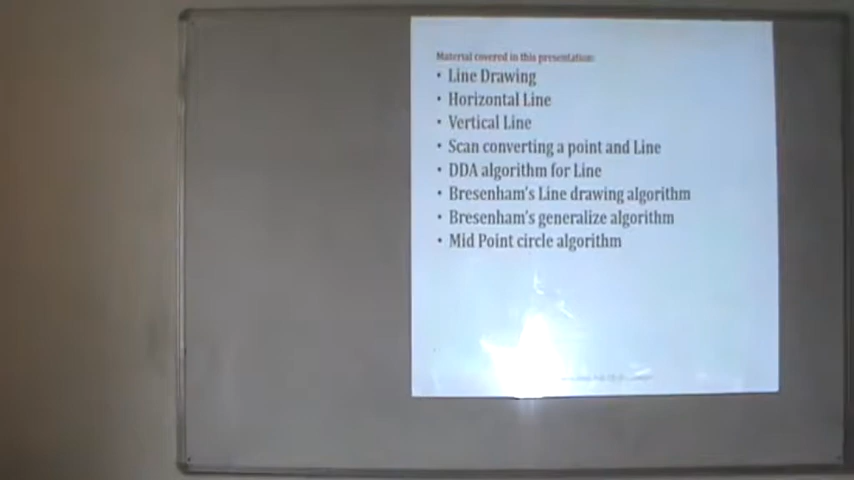 Material covered in this presentation:
• Line Drawing
• Horizontal Line
• Vertical Line
• Scan converting a point and Line
• DDA algorithm for Line
• Bresenham's Line drawing algorithm
• Bresenham's generalize algorithm
• Mid Point circle algorithm